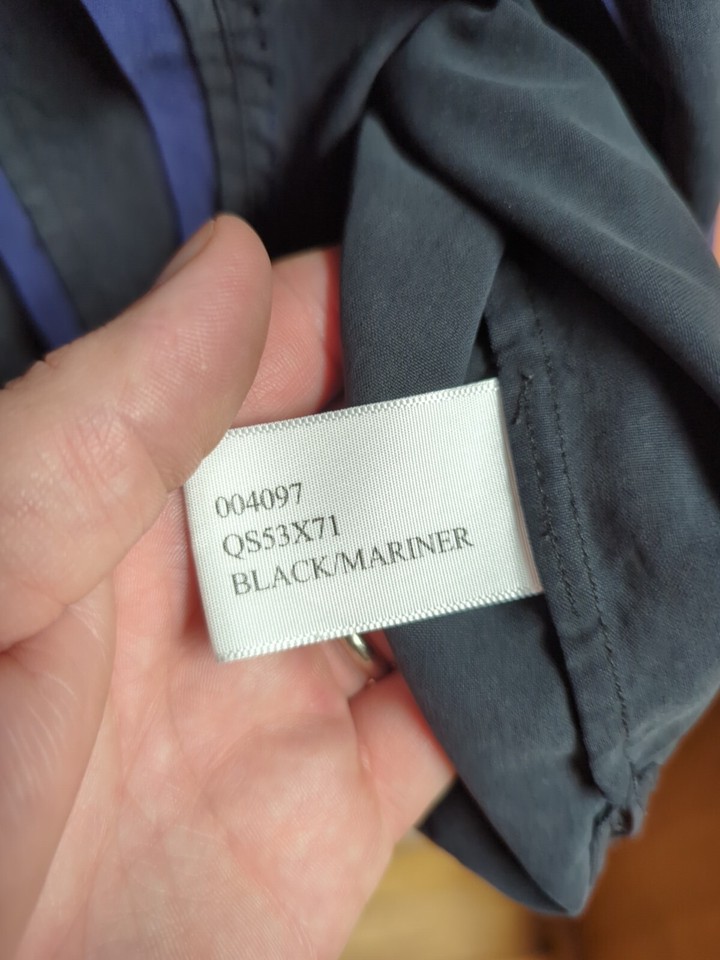 004097
QS53X71
BLACK/MARINER